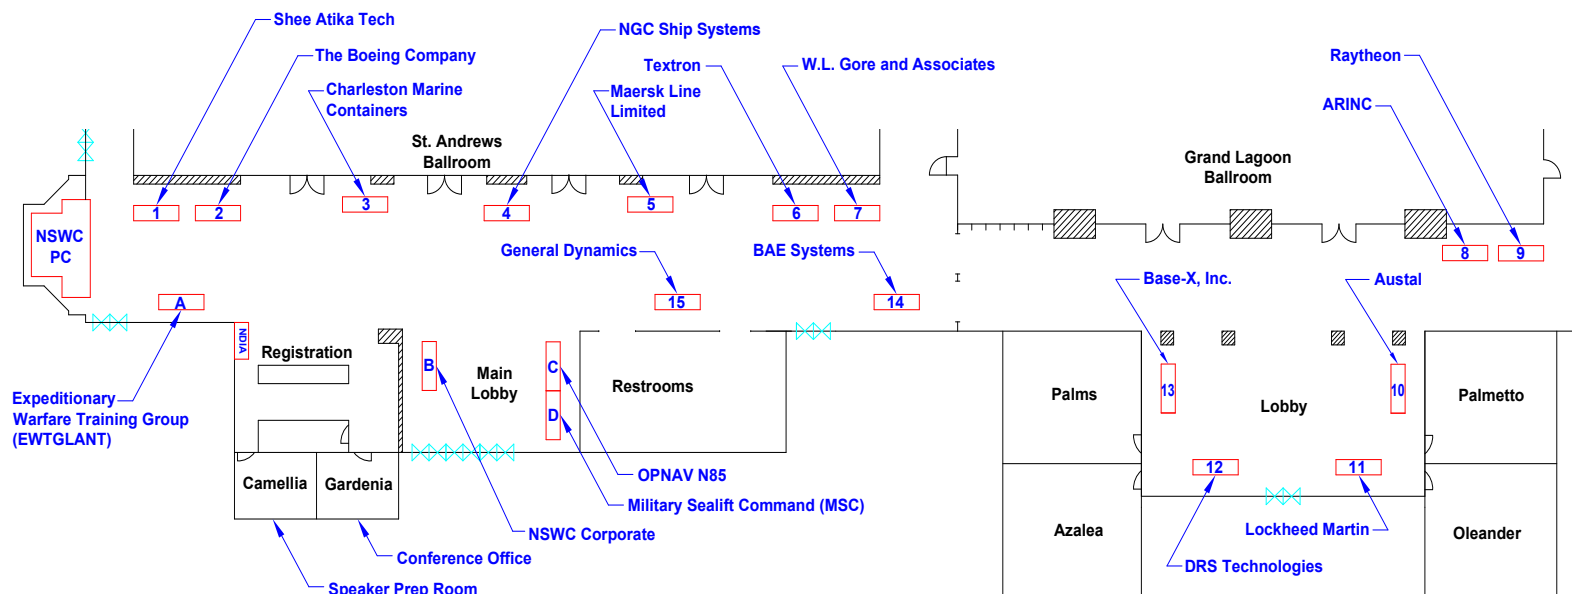 Shee Atika Tech
NGC Ship Systems
The Boeing Company
Textron
W.L. Gore and Associates
Raytheon
Charleston Marine
Containers
Maersk Line
Limited
ARINC
St. Andrews
Ballroom
Grand Lagoon
Ballroom
1
2
3
4
5
6
7
NSWC
PC
General Dynamics
BAE Systems
8
9
Base-X, Inc.
Austal
A
15
14
NDIA
Registration
B
Main
Lobby
C
D
Restrooms
Palms
13
Lobby
10
Palmetto
Expeditionary
Warfare Training Group
(EWTGLANT)
12
11
Camellia
Gardenia
OPNAV N85
Military Sealift Command (MSC)
NSWC Corporate
Conference Office
Speaker Prep Room
Azalea
Lockheed Martin
Oleander
DRS Technologies